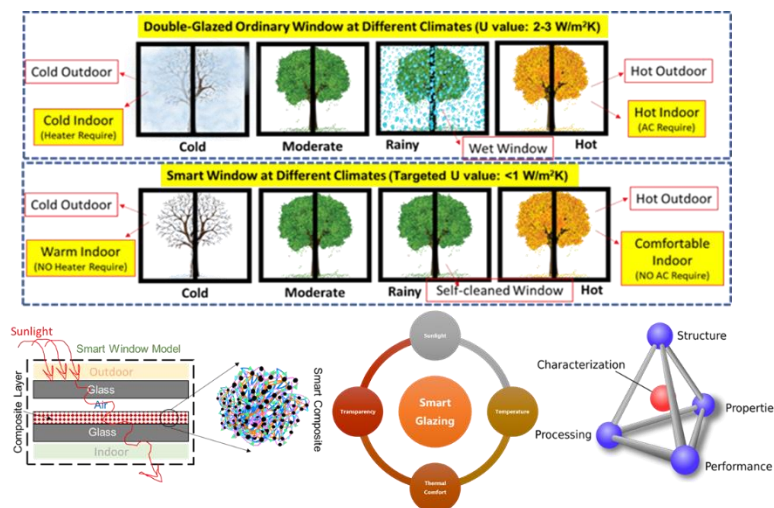 Double-Glazed Ordinary Window at Different Climates (U value: 2-3 W/m²K)
Cold Outdoor
Hot Outdoor
Cold Indoor
(Heater Require)
Hot Indoor
(AC Require)
Cold
Moderate
Rainy
Wet Window
Hot
Smart Window at Different Climates (Targeted U value: <1 W/m²K)
Cold Outdoor
Hot Outdoor
Warm Indoor
(NO Heater Require)
Comfortable
Indoor
(NO AC Require)
Cold
Moderate
Rainy
Self-cleaned Window
Hot
Sunlight
Smart Window Model
Outdoor
Glass
Air
Glass
Indoor
Composite Layer
Smart Composite
Sunlight
Transparency
Smart
Glazing
Temperature
Thermal
Comfort
Structure
Characterization
Propertie
Processing
Performance